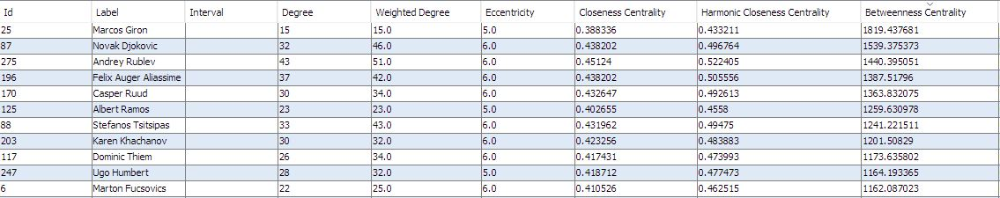 Id Label Interval Degree Weighted Degree Eccentricity Closeness Centrality Harmonic Closeness Centrality Betweenness Centrality
25 Marcos Giron 15 15.0 5.0 0.388336 0.433211 1819.437681
87 Novak Djokovic 32 46.0 6.0 0.438202 0.496764 1539.375373
275 Andrey Rublev 43 51.0 6.0 0.45124 0.522405 1440.395051
196 Felix Auger Aliassime 37 42.0 6.0 0.438202 0.505556 1387.51796
170 Casper Ruud 30 34.0 6.0 0.432647 0.492613 1363.832075
125 Albert Ramos 23 23.0 5.0 0.402655 0.4558 1259.630978
88 Stefanos Tsitsipas 33 43.0 6.0 0.431962 0.49475 1241.221511
203 Karen Khachanov 30 32.0 6.0 0.423256 0.483883 1201.50829
117 Dominic Thiem 26 34.0 6.0 0.417431 0.473993 1173.635802
247 Ugo Humbert 28 32.0 5.0 0.418712 0.477473 1164.193365
6 Marton Fucsovics 22 25.0 6.0 0.410526 0.462515 1162.087023